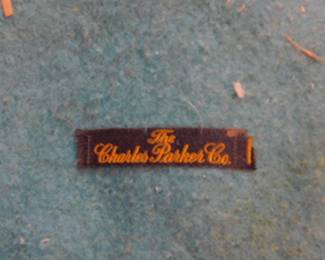 The
Charles Parker Co.